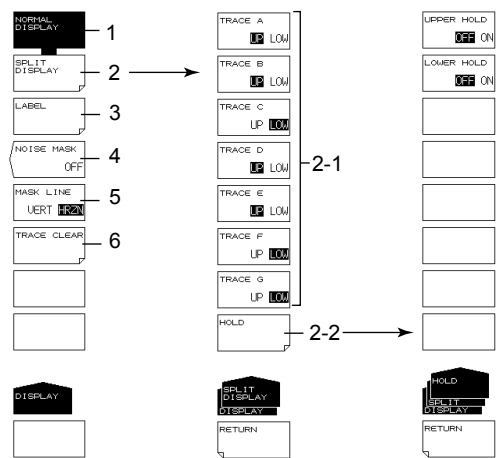 NORMAL
DISPLAY
1
SPLIT
DISPLAY
2
LABEL
3
NOISE MASK
OFF
4
MASK LINE
VERT HRZN
5
TRACE CLEAR
6
DISPLAY
TRACE A
UP LOW
TRACE B
UP LOW
TRACE C
UP LOW
TRACE D
UP LOW
TRACE E
UP LOW
TRACE F
UP LOW
TRACE G
UP LOW
2-1
HOLD
2-2
SPLIT
DISPLAY
DISPLAY
RETURN
UPPER HOLD
OFF ON
LOWER HOLD
OFF ON
HOLD
SPLIT
DISPLAY
RETURN